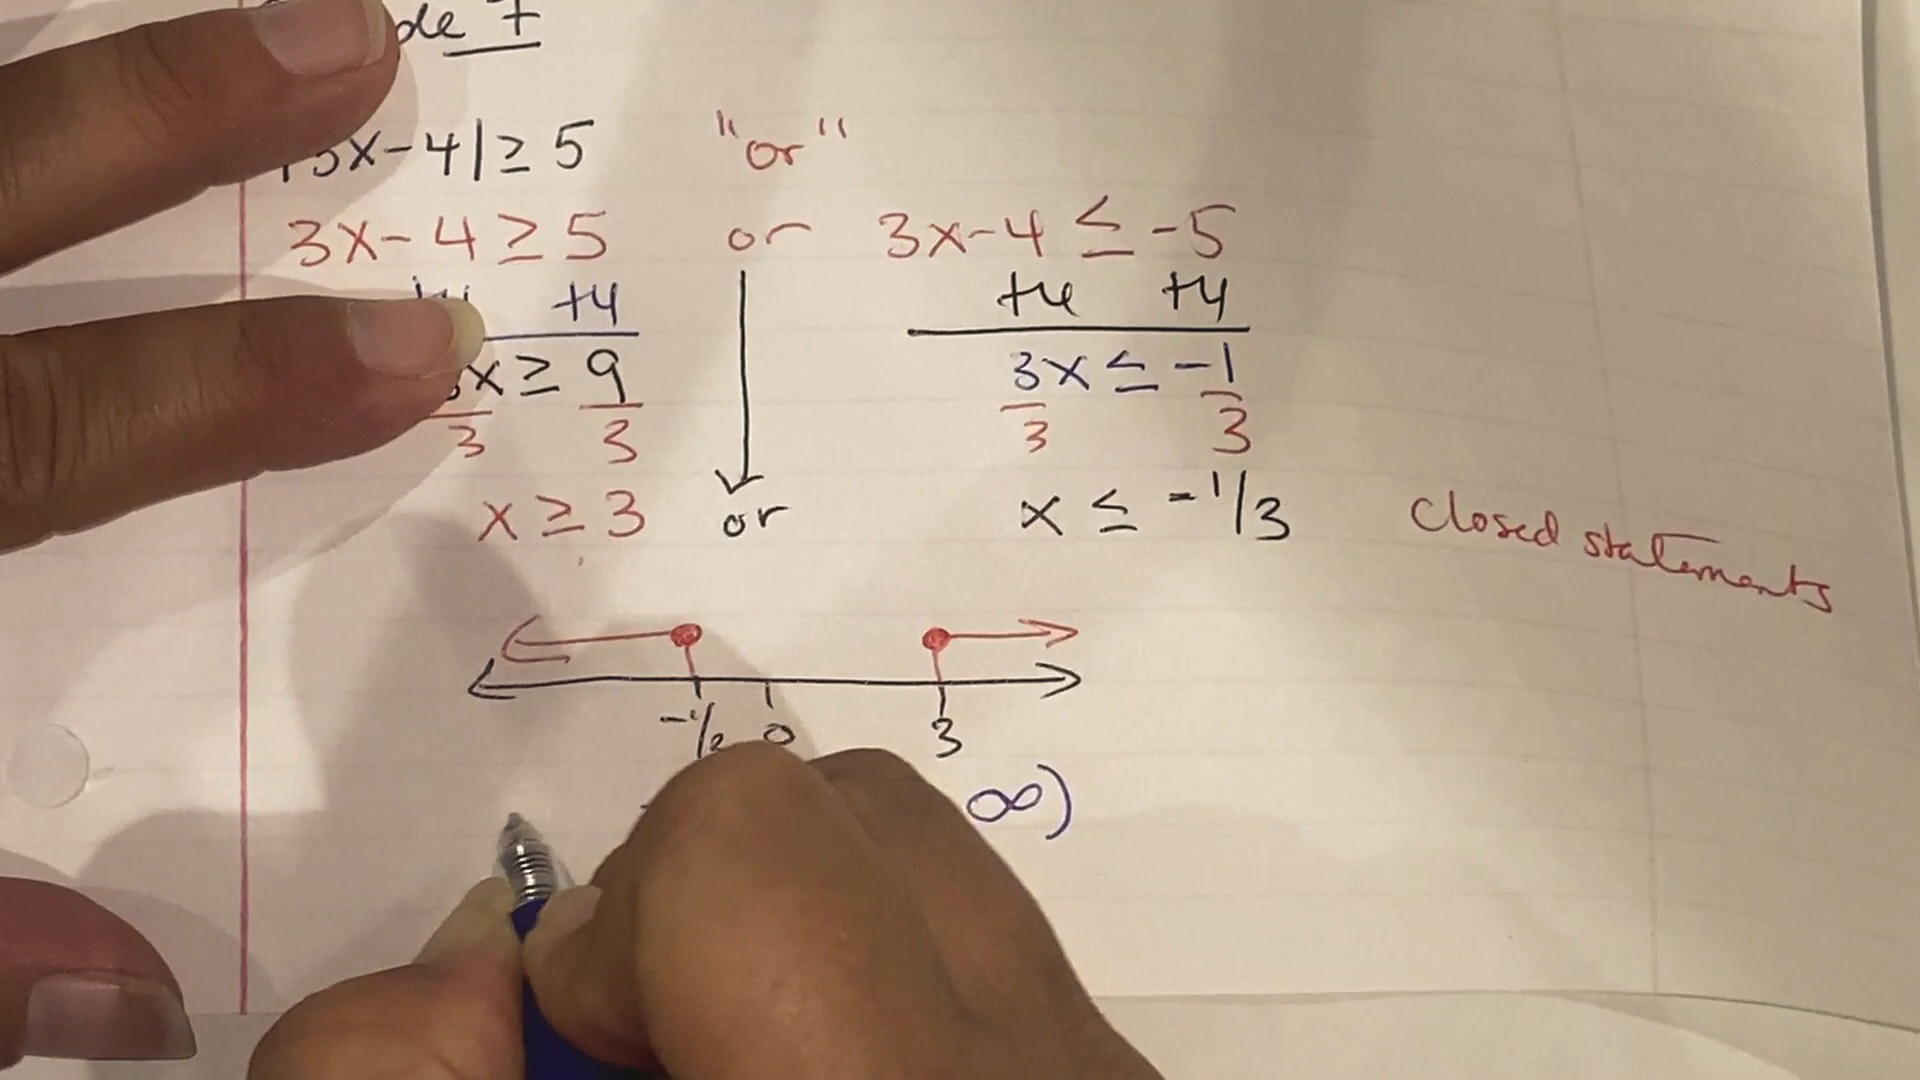 de 7
3x-4|≥5 "or"
3x-4≥5 or 3x-4≤-5
+4 +4 +4
x≥9 3x≤-1
3 3 3 3
x≥3 or x≤-1/3 Closed statements
-1/3 0 3
∞)